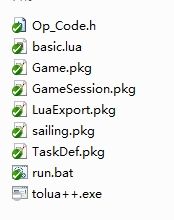 Op_Code.h
basic.lua
Game.pkg
GameSession.pkg
LuaExport.pkg
sailing.pkg
TaskDef.pkg
run.bat
tolua++.exe